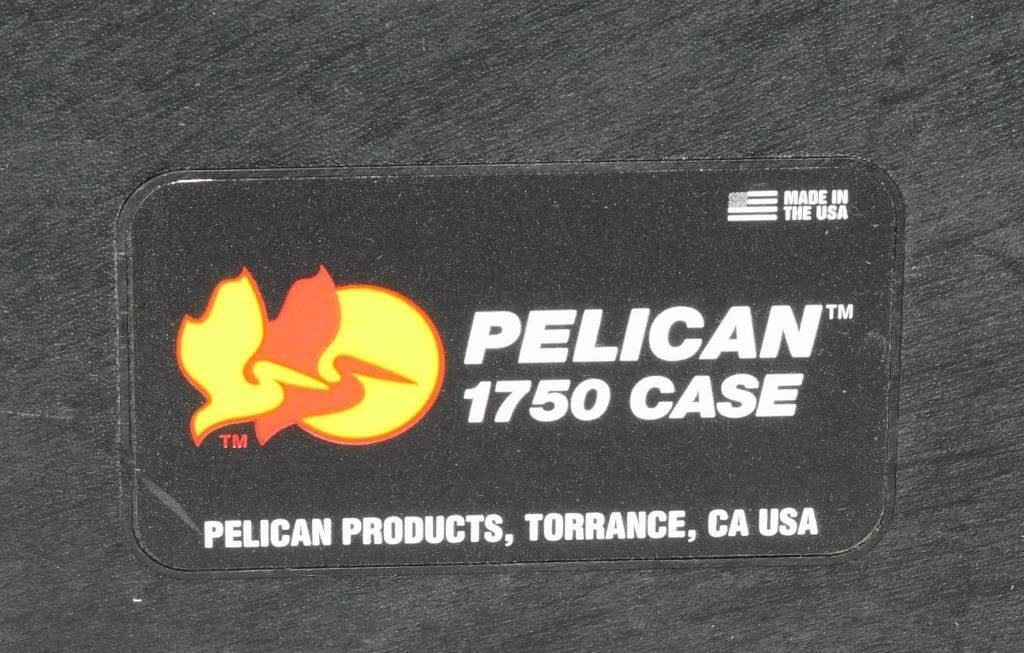 MADE IN
THE USA
PELICAN™
1750 CASE
TM
PELICAN PRODUCTS, TORRANCE, CA USA